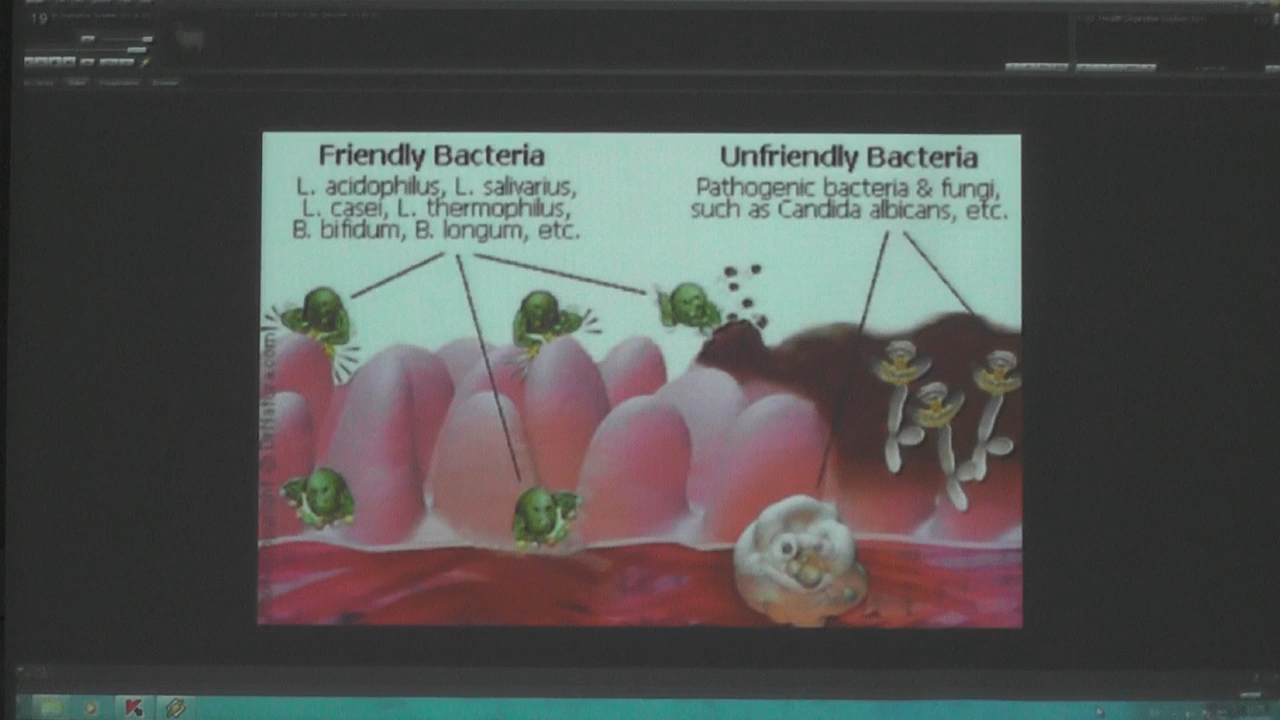 19
Friendly Bacteria
L. acidophilus, L. salivarius,
L. casei, L. thermophilus,
B. bifidum, B. longum, etc.
Unfriendly Bacteria
Pathogenic bacteria & fungi,
such as Candida albicans, etc.